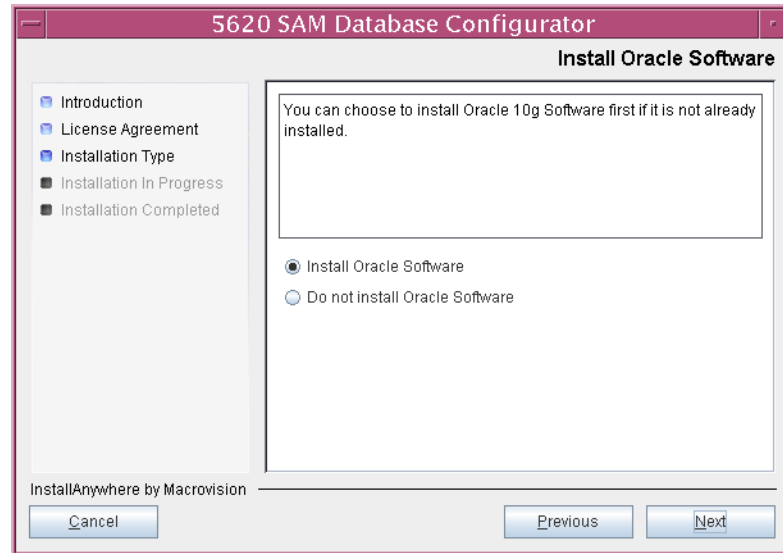 5620 SAM Database Configurator
Install Oracle Software
Introduction
License Agreement
Installation Type
Installation In Progress
Installation Completed
You can choose to install Oracle 10g Software first if it is not already
installed.
Install Oracle Software
Do not install Oracle Software
InstallAnywhere by Macrovision
Cancel
Previous
Next